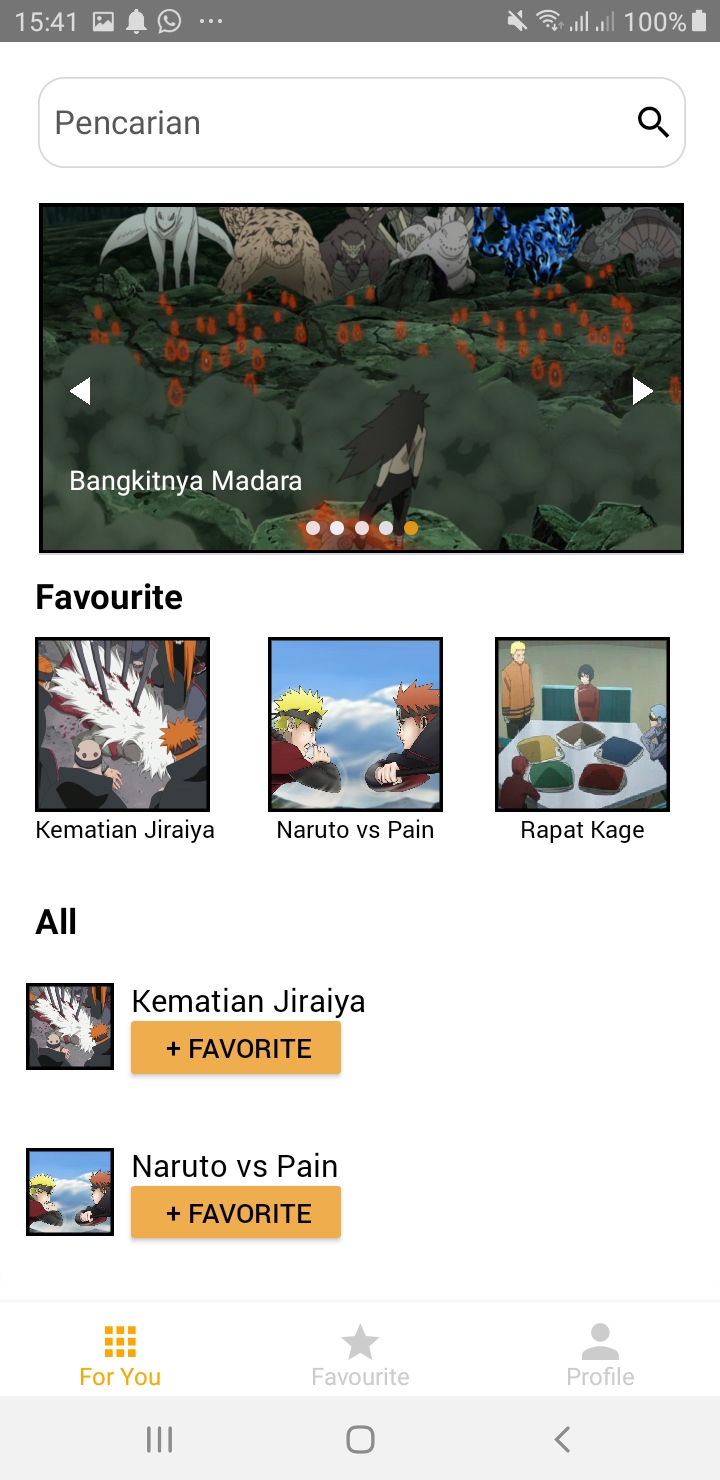 15:41
100%
Pencarian
Bangkitnya Madara
Favourite
Kematian Jiraiya
Naruto vs Pain
Rapat Kage
All
Kematian Jiraiya
+ FAVORITE
Naruto vs Pain
+ FAVORITE
For You
Favourite
Profile